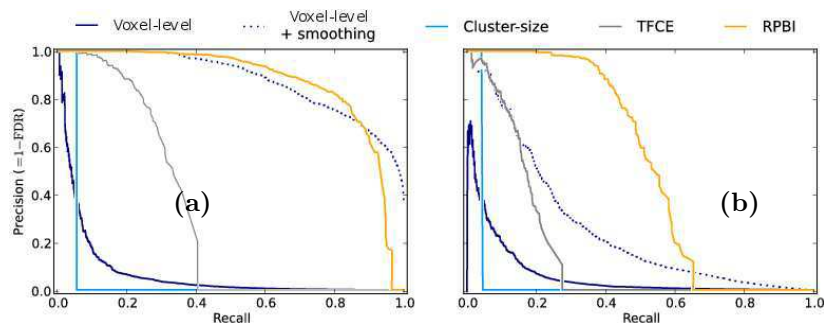 Voxel-level
Voxel-level
+ smoothing
Cluster-size
TFCE
RPBI
Precision ( =1−FDR)
1.0
0.8
0.6
0.4
0.2
0.0
(a)
0.0 0.2 0.4 0.6 0.8 1.0
Recall
(b)
0.0 0.2 0.4 0.6 0.8 1.0
Recall